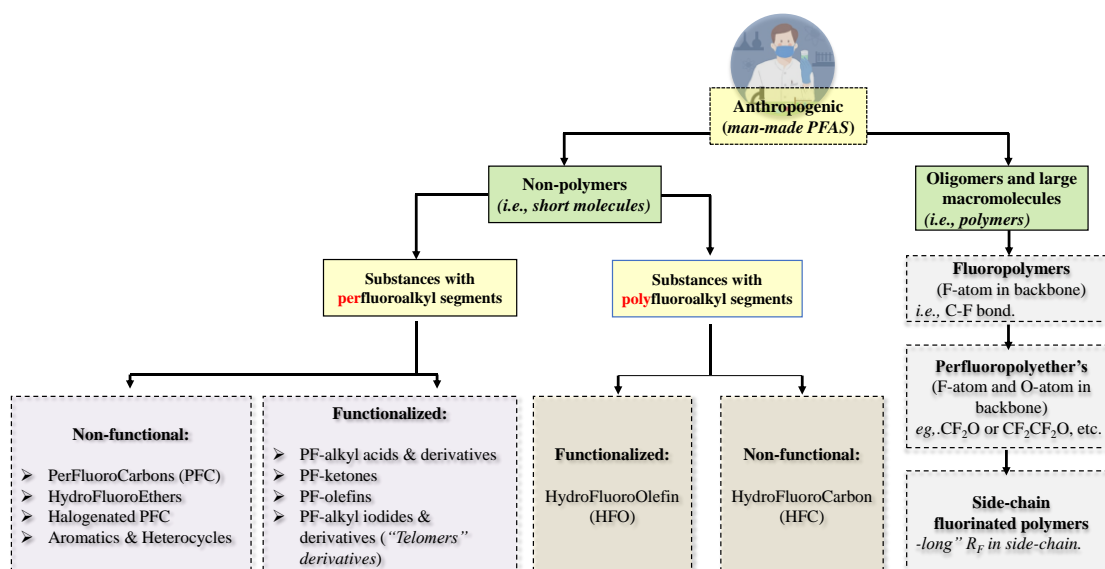 Anthropogenic
(man-made PFAS)
Non-polymers
(i.e., short molecules)
Oligomers and large
macromolecules
(i.e., polymers)
Substances with
perfluoroalkyl segments
Substances with
polyfluoroalkyl segments
Fluoropolymers
(F-atom in backbone)
i.e., C-F bond.
Perfluoropolyether's
(F-atom and O-atom in
backbone)
eg,.CF₂O or CF₂CF₂O, etc.
Side-chain
fluorinated polymers
-long” R_F in side-chain.
Non-functional:
➢ PerFluoroCarbons (PFC)
➢ HydroFluoroEthers
➢ Halogenated PFC
➢ Aromatics & Heterocycles
Functionalized:
➢ PF-alkyl acids & derivatives
➢ PF-ketones
➢ PF-olefins
➢ PF-alkyl iodides &
derivatives (“Telomers”
derivatives)
Functionalized:
HydroFluoroOlefin
(HFO)
Non-functional:
HydroFluoroCarbon
(HFC)